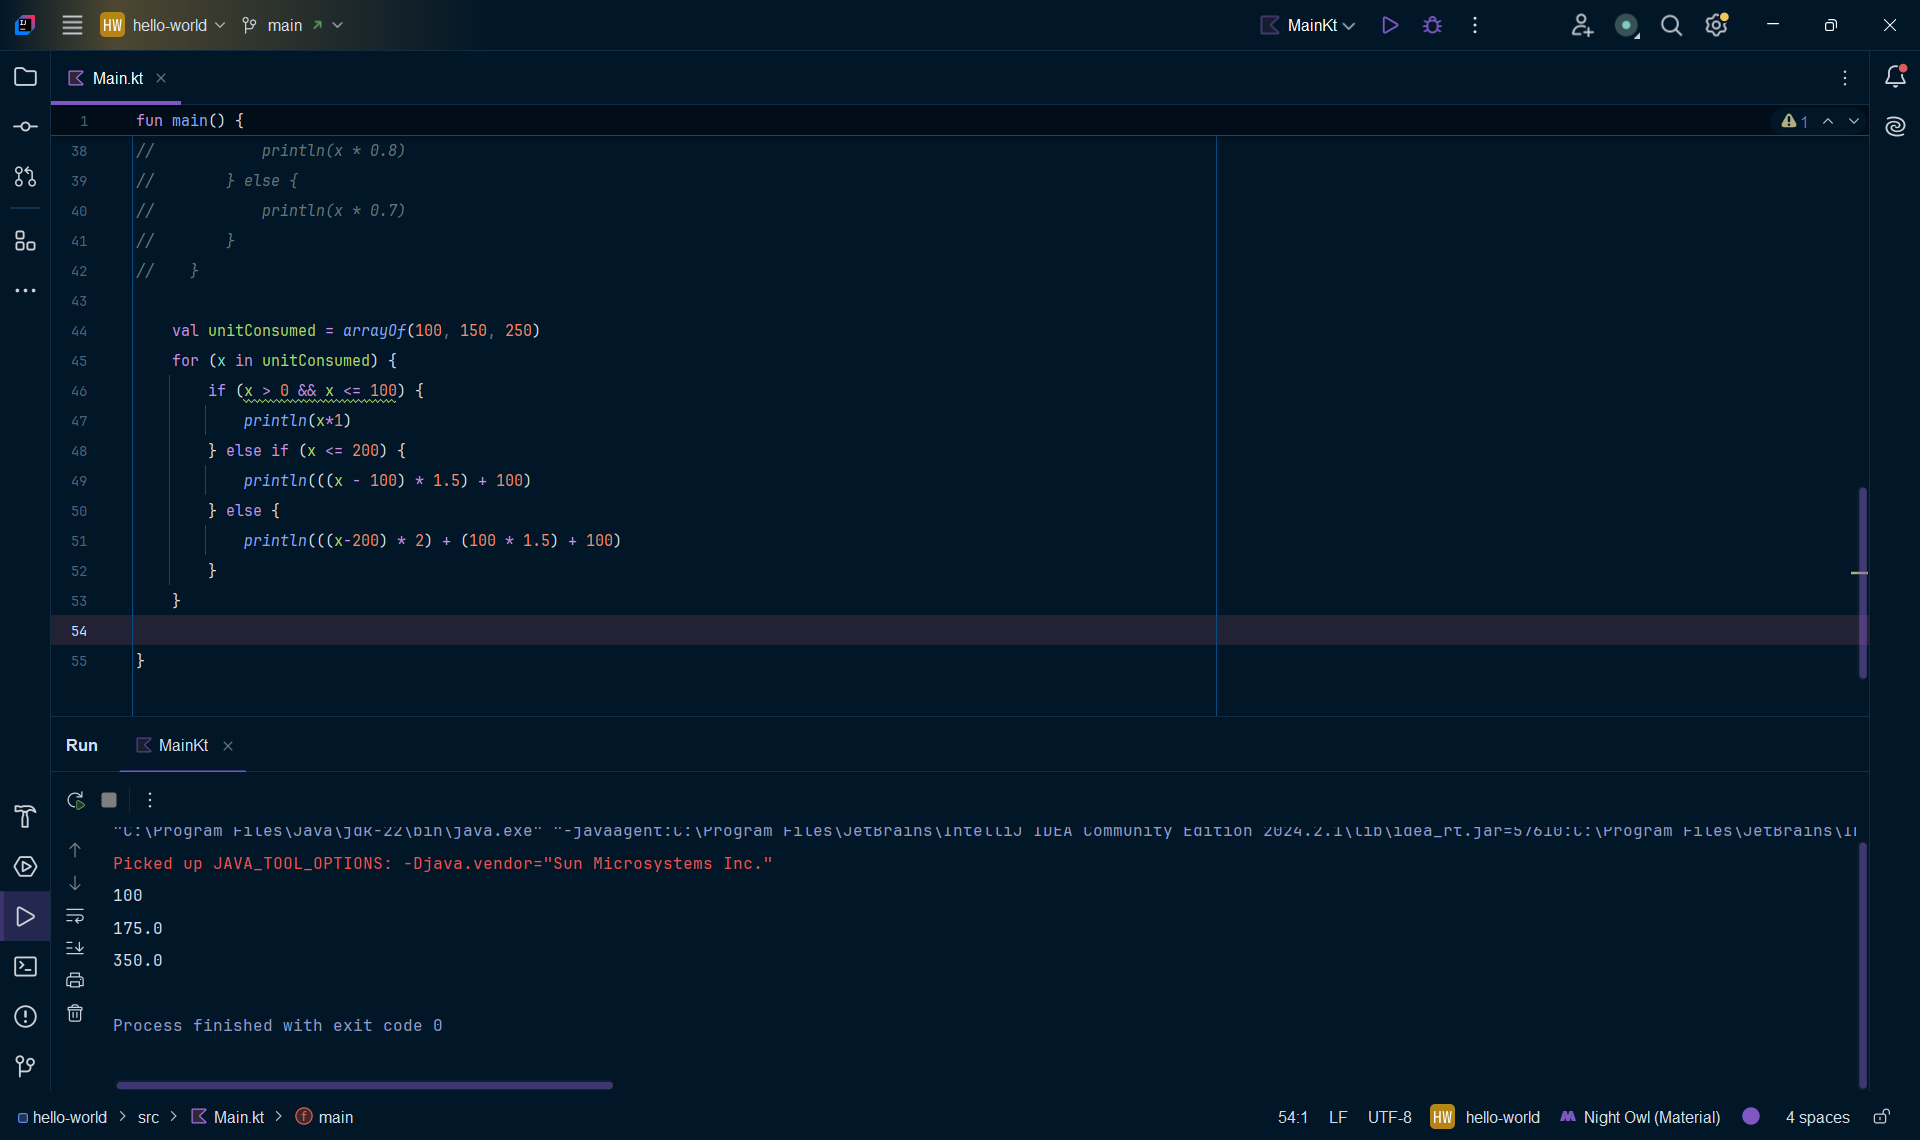 HW hello-world main MainKt
Main.kt
1 fun main() { 1
38 // println(x * 0.8)
39 // } else {
40 // println(x * 0.7)
41 // }
42 // }
43
44 val unitConsumed = arrayOf(100, 150, 250)
45 for (x in unitConsumed) {
46 if (x > 0 && x <= 100) {
47 println(x*1)
48 } else if (x <= 200) {
49 println(((x - 100) * 1.5) + 100)
50 } else {
51 println(((x-200) * 2) + (100 * 1.5) + 100)
52 }
53 }
54
55 }
Run MainKt
"C:\Program Files\Java\jdk-22\bin\java.exe" "-javaagent:C:\Program Files\JetBrains\IntelliJ IDEA Community Edition 2024.2.1\lib\idea_rt.jar=57610:C:\Program Files\JetBrains\
Picked up JAVA_TOOL_OPTIONS: -Djava.vendor="Sun Microsystems Inc."
100
175.0
350.0
Process finished with exit code 0
hello-world > src > Main.kt > main 54:1 LF UTF-8 HW hello-world Night Owl (Material) 4 spaces